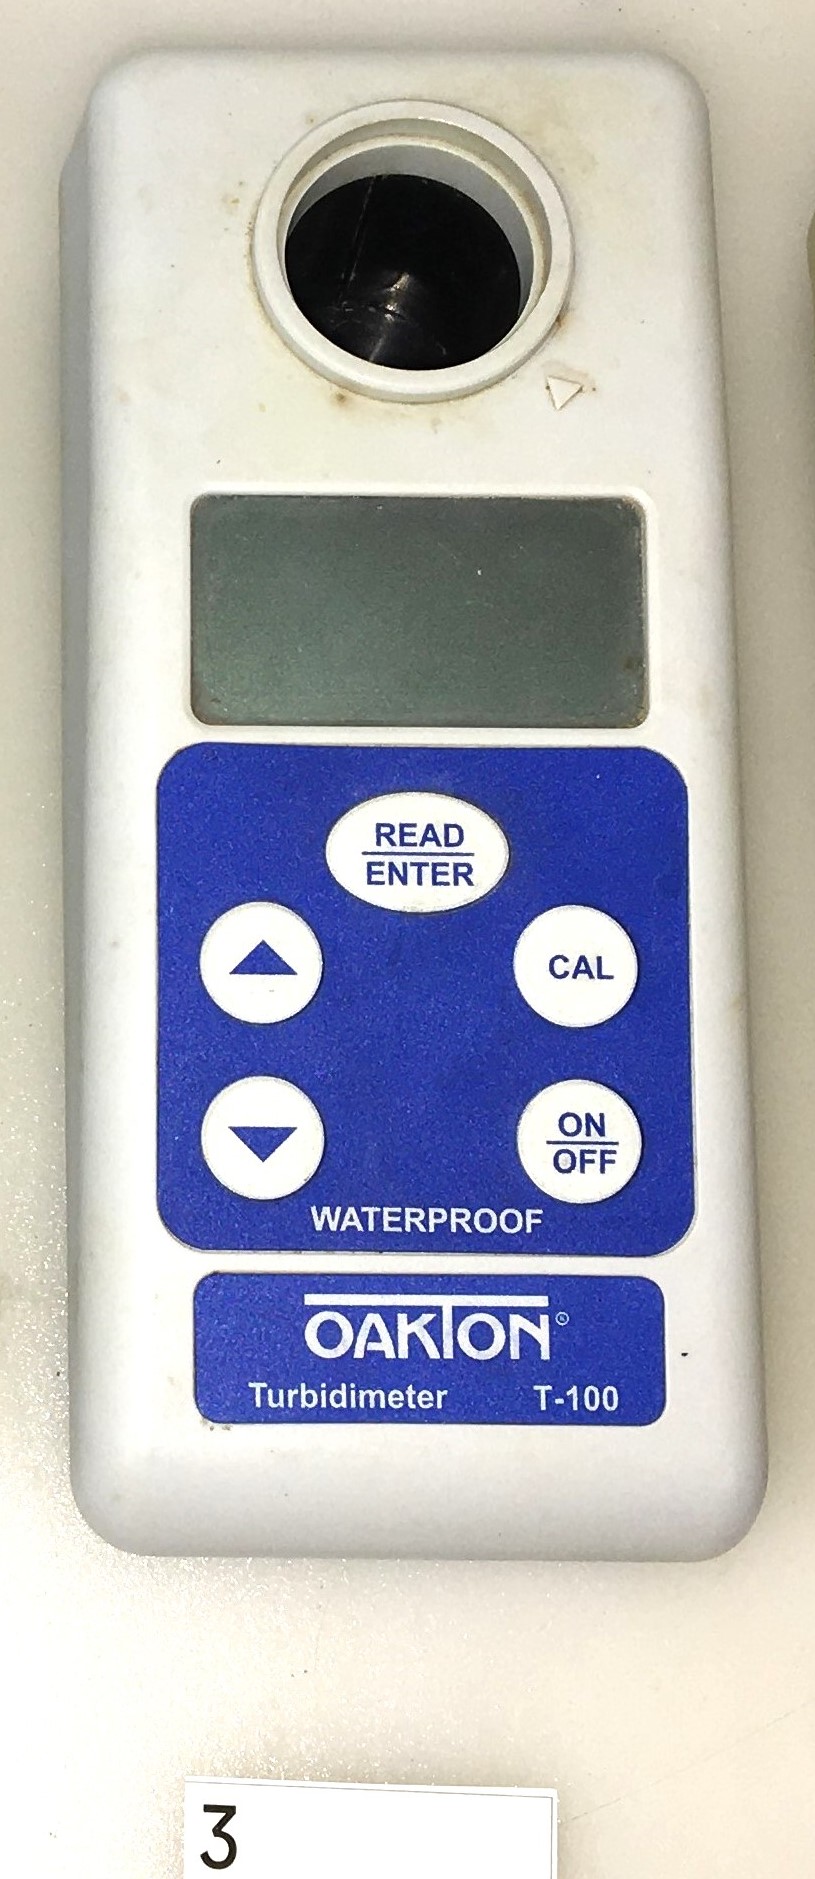 READ
ENTER
CAL
ON
OFF
WATERPROOF
OAKTON®
Turbidimeter T-100
3